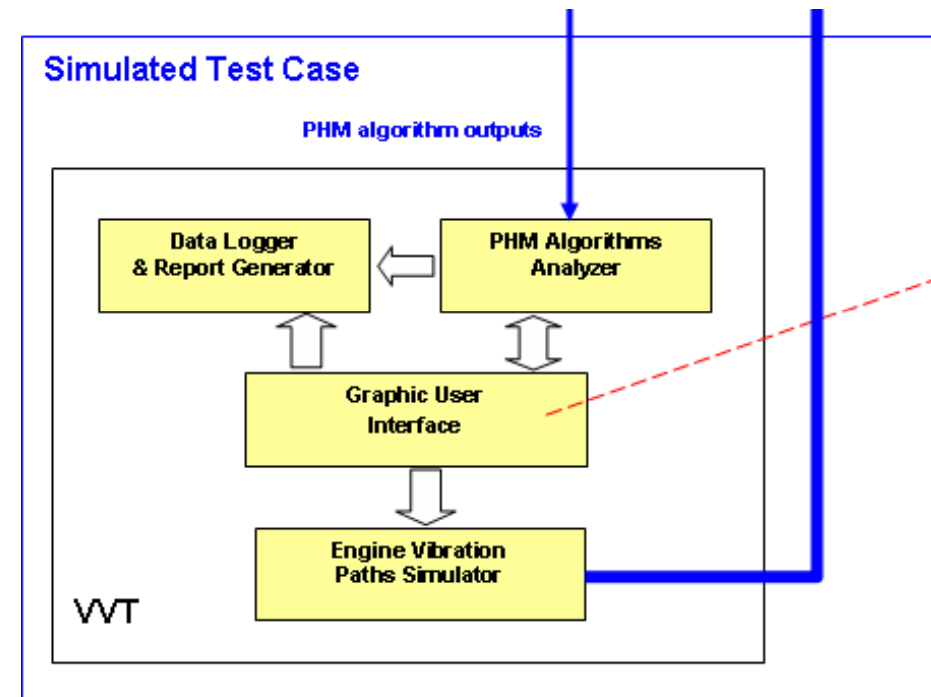 Simulated Test Case
PHM algorithm outputs
Data Logger
& Report Generator
PHM Algorithms
Analyzer
Graphic User
Interface
Engine Vibration
Paths Simulator
VVT